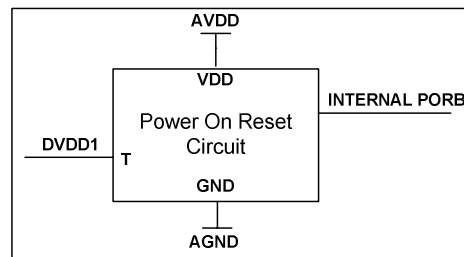 AVDD
VDD
INTERNAL PORB
Power On Reset
Circuit
DVDD1
T
GND
AGND